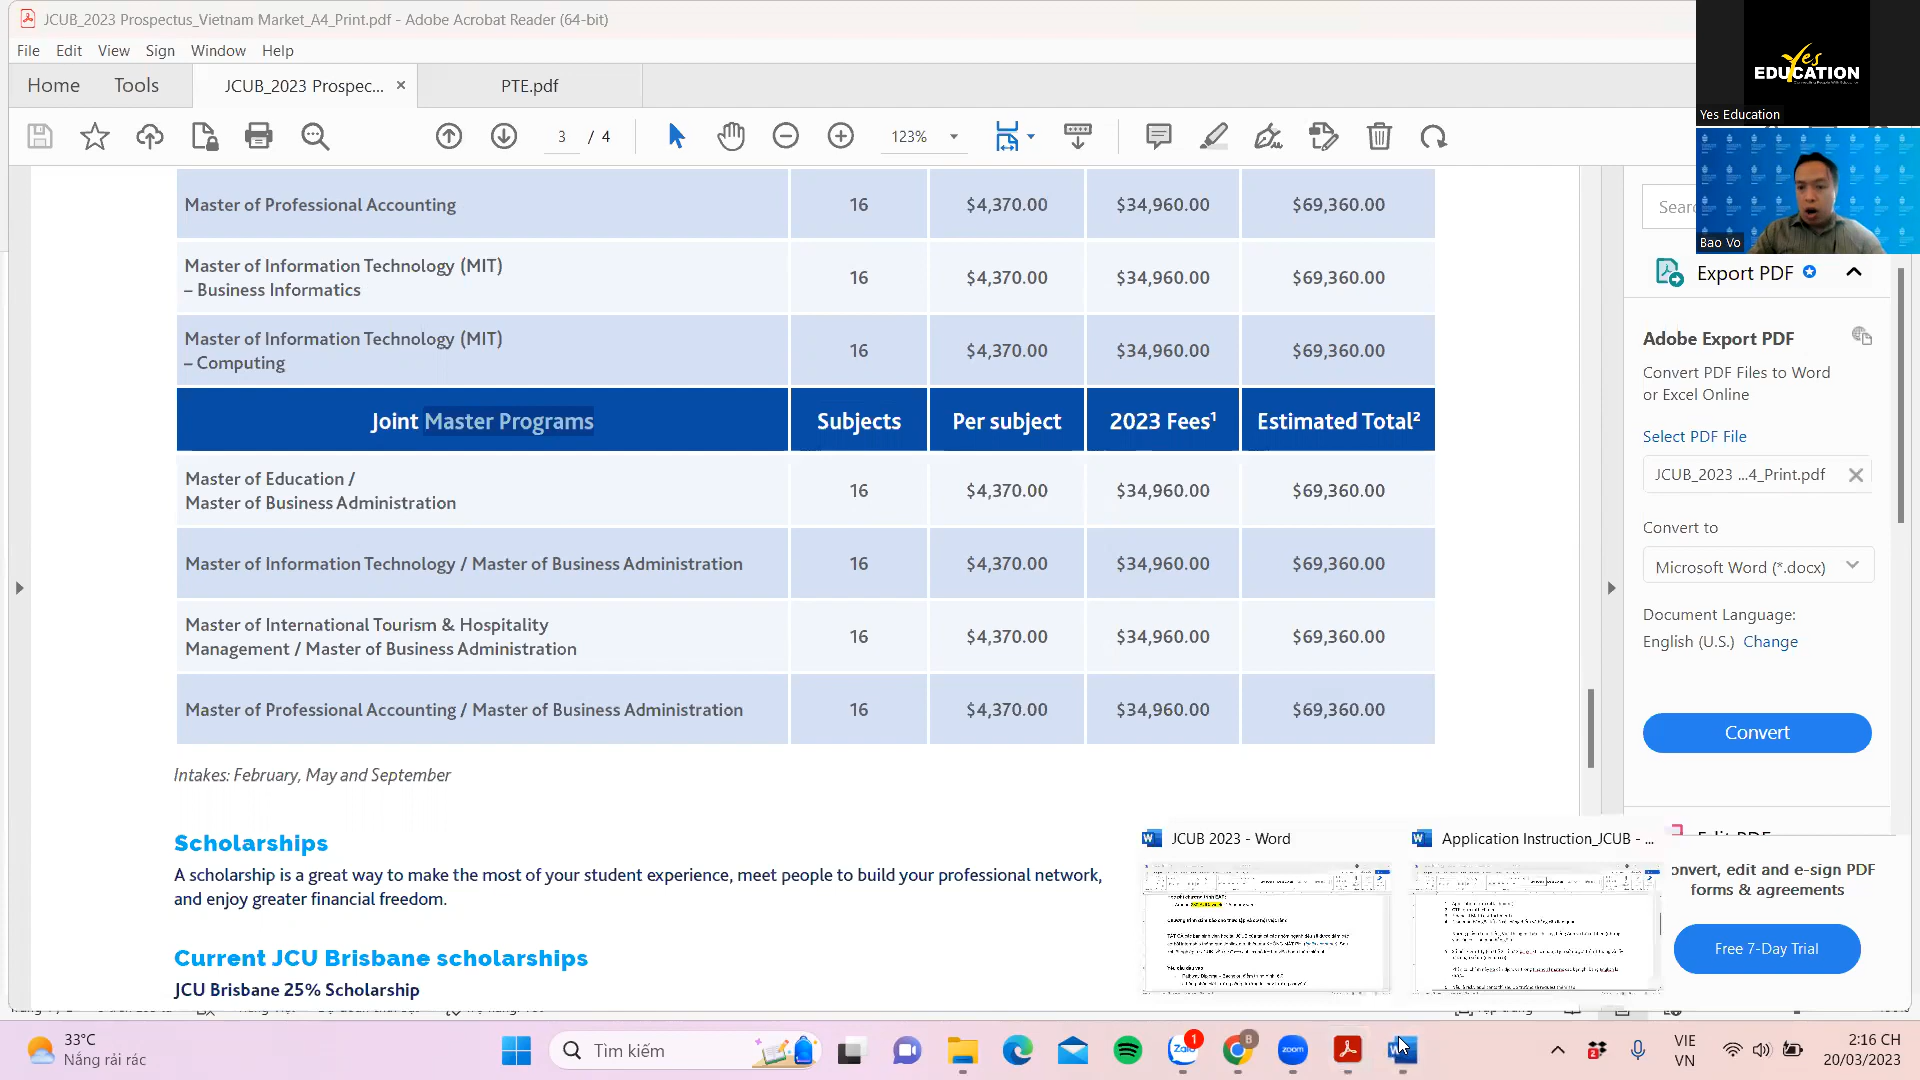 JCUB_2023 Prospectus_Vietnam Market_A4_Print.pdf - Adobe Acrobat Reader (64-bit)
File Edit View Sign Window Help
Home Tools JCUB_2023 Prospec... × PTE.pdf
3 / 4 123%
Yes
EDUCATION
Yes Education
Bao Vo
Master of Professional Accounting 16 $4,370.00 $34,960.00 $69,360.00
Master of Information Technology (MIT)
– Business Informatics 16 $4,370.00 $34,960.00 $69,360.00
Master of Information Technology (MIT)
– Computing 16 $4,370.00 $34,960.00 $69,360.00
Joint Master Programs Subjects Per subject 2023 Fees¹ Estimated Total²
Master of Education /
Master of Business Administration 16 $4,370.00 $34,960.00 $69,360.00
Master of Information Technology / Master of Business Administration 16 $4,370.00 $34,960.00 $69,360.00
Master of International Tourism & Hospitality
Management / Master of Business Administration 16 $4,370.00 $34,960.00 $69,360.00
Master of Professional Accounting / Master of Business Administration 16 $4,370.00 $34,960.00 $69,360.00
Intakes: February, May and September
Scholarships
A scholarship is a great way to make the most of your student experience, meet people to build your professional network,
and enjoy greater financial freedom.
Current JCU Brisbane scholarships
JCU Brisbane 25% Scholarship
Export PDF
Adobe Export PDF
Convert PDF Files to Word
or Excel Online
Select PDF File
JCUB_2023 ...4_Print.pdf
Convert to
Microsoft Word (*.docx)
Document Language:
English (U.S.) Change
Convert
Edit PDF
onvert, edit and e-sign PDF
forms & agreements
Free 7-Day Trial
JCUB 2023 - Word
Application Instruction_JCUB - ...
33°C
Nắng rải rác
Tìm kiếm
Zalo
1
B
zoom
2
VIE
VN
2:16 CH
20/03/2023